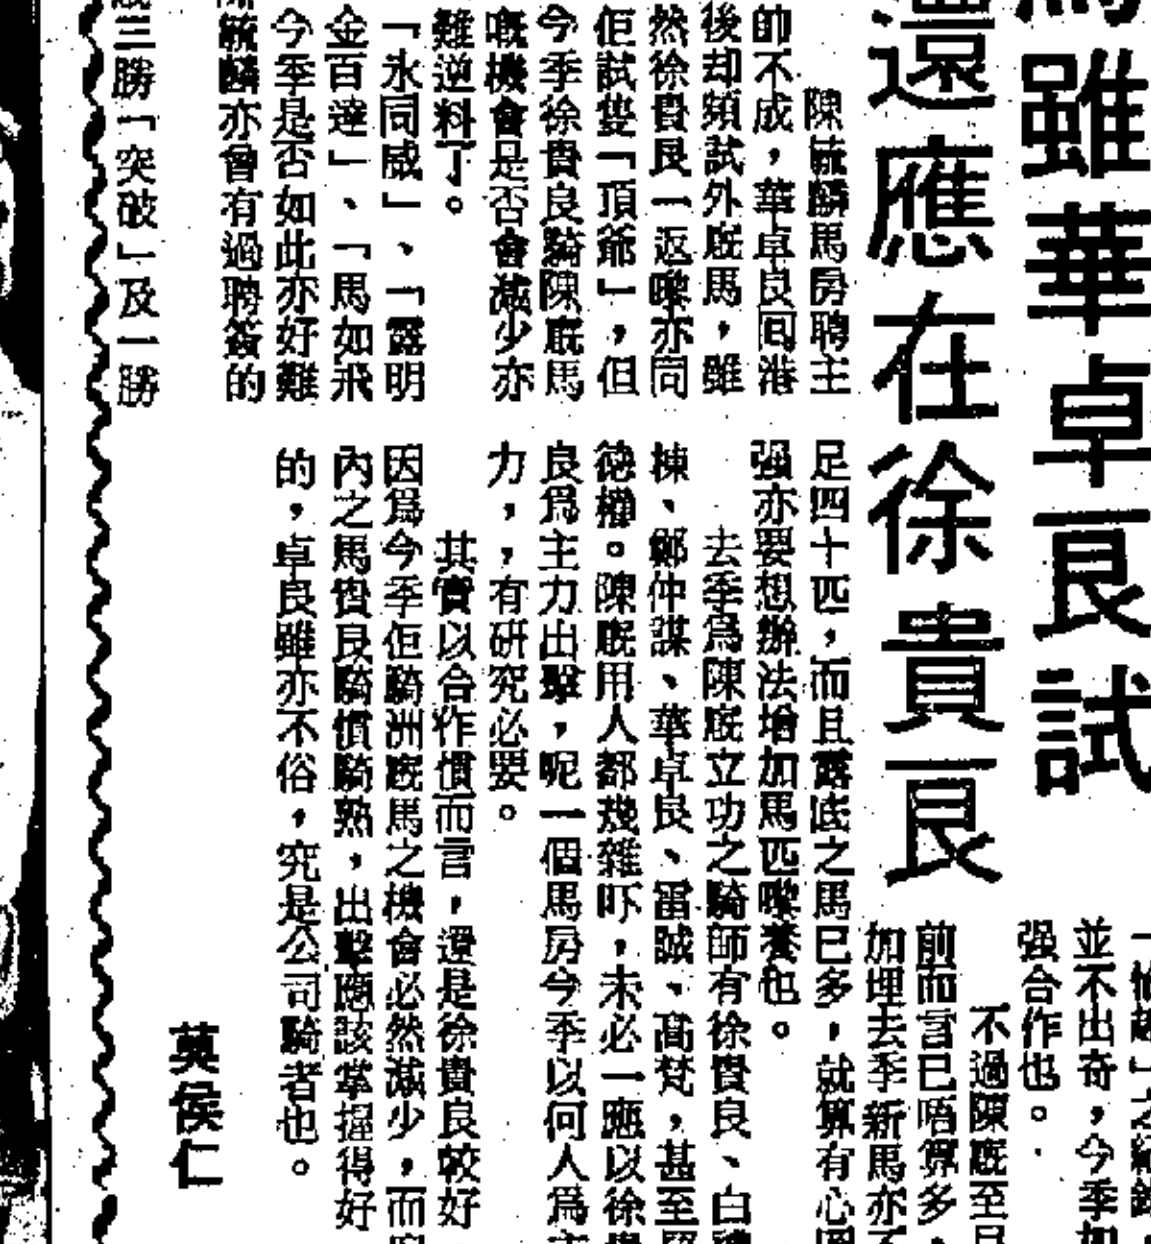 雖華卓良試
還應在徐貴良
並不出奇，今季如
强合作也。
不過陳廐至目
前而言已唔算多，
加埋去季新馬亦不
陳毓麟馬房聘主
帥不成，華卓良囘港
後却頻試外廐馬，雖
然徐貴良一返嚟亦同
佢試隻「頂爺」，但
今季徐貴良騎陳廐馬
嘅機會是否會減少亦
難逆料了。
「永同威」、「露明
金百達」、「馬如飛
今季是否如此亦好難
毓麟亦曾有過聘簽的
三勝「突破」及一勝
足四十匹，而且露底之馬已多，就算有心
强亦要想辦法增加馬匹嚟養也。
去季爲陳廐立功之騎師有徐貴良、白
棟、鄭仲謀、華卓良、雷誠、高梵，甚至
德權。陳廐用人都幾雜吓，未必一應以徐
良爲主力出擊，呢一個馬房今季以何人爲主
力，，有研究必要。
其實以合作慣而言，還是徐貴良較好，
因爲今季佢騎洲廐馬之機會必然減少，而
內之馬貴良騎慣騎熟，出擊應該掌握得好
的，卓良雖亦不俗，究是公司騎者也。
英侯仁